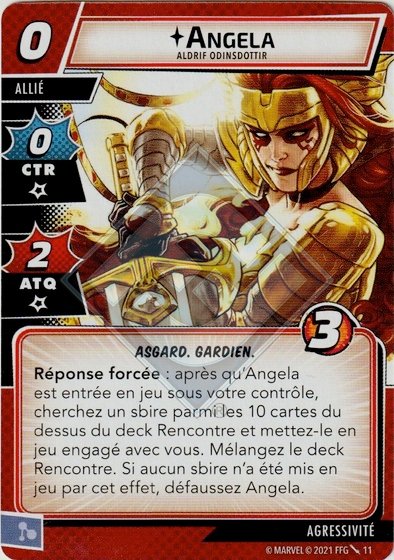 0
ANGELA
ALDRIF ODINSDOTTIR
ALLIÉ
0
CTR
2
ATQ
3
ASGARD. GARDIEN.
Réponse forcée : après qu'Angela
est entrée en jeu sous votre contrôle,
cherchez un sbire parmi les 10 cartes du
dessus du deck Rencontre et mettez-le en
jeu engagé avec vous. Mélangez le deck
Rencontre. Si aucun sbire n'a été mis en
jeu par cet effet, défaussez Angela.
AGRESSIVITÉ
© MARVEL © 2021 FFG 11